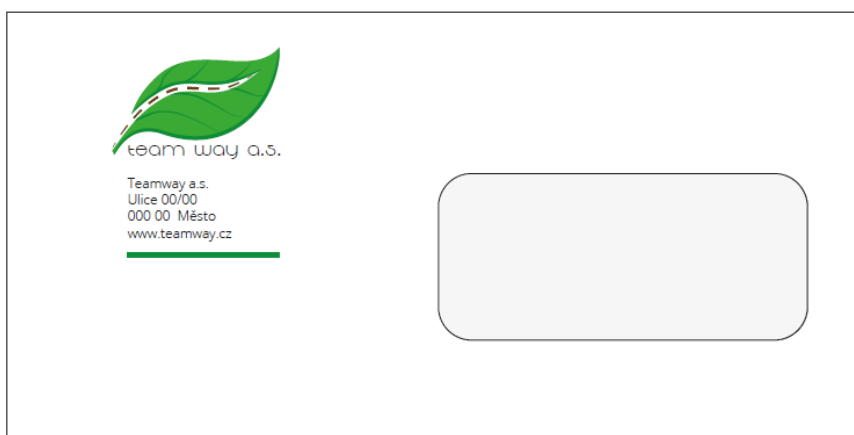 team way a.s.
Teamway a.s.
Ulice 00/00
000 00 Město
www.teamway.cz